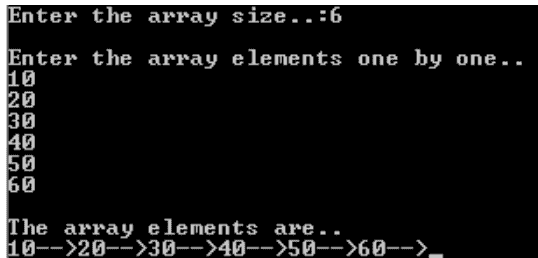 Enter the array size..:6
Enter the array elements one by one..
10
20
30
40
50
60
The array elements are..
10-->20-->30-->40-->50-->60-->_